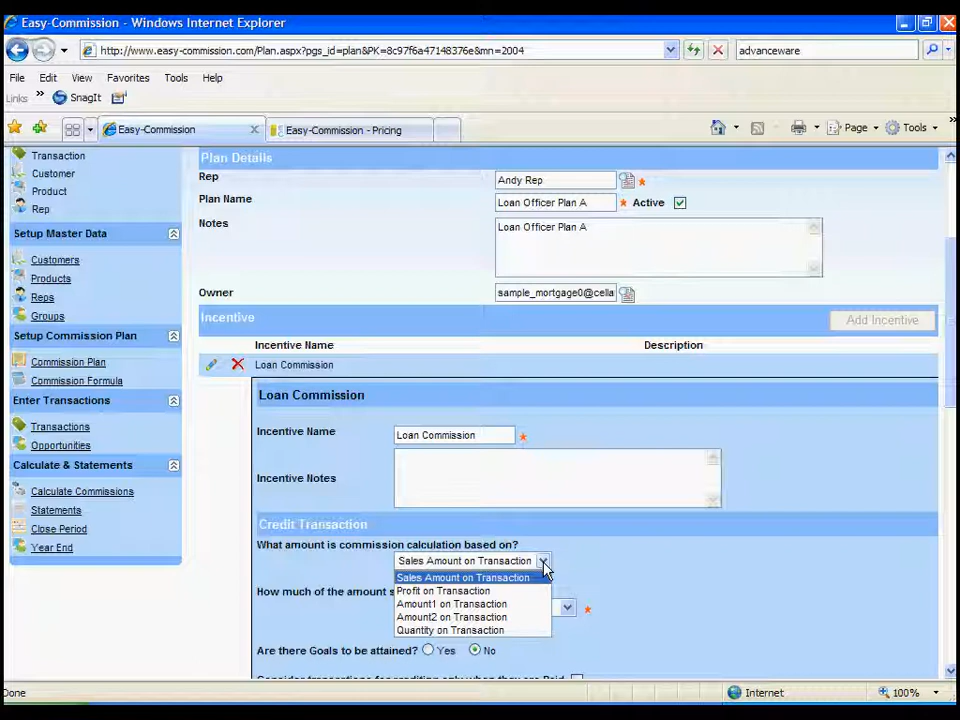 Easy-Commission - Windows Internet Explorer
http://www.easy-commission.com/Plan.aspx?pgs_id=plan&PK=8c97f6a47148376e&mn=2004
advanceware
File Edit View Favorites Tools Help
Links » SnagIt
Easy-Commission
Easy-Commission - Pricing
Page Tools »
Transaction
Customer
Product
Rep
Setup Master Data
Customers
Products
Reps
Groups
Setup Commission Plan
Commission Plan
Commission Formula
Enter Transactions
Transactions
Opportunities
Calculate & Statements
Calculate Commissions
Statements
Close Period
Year End
Plan Details
Rep Andy Rep *
Plan Name Loan Officer Plan A * Active
Notes Loan Officer Plan A
Owner sample_mortgage0@cella
Incentive Add Incentive
Incentive Name Description
Loan Commission
Loan Commission
Incentive Name Loan Commission *
Incentive Notes
Credit Transaction
What amount is commission calculation based on?
Sales Amount on Transaction
Sales Amount on Transaction
Profit on Transaction
Amount1 on Transaction
Amount2 on Transaction
Quantity on Transaction
How much of the amount s *
Are there Goals to be attained? Yes No
Done Internet 100%